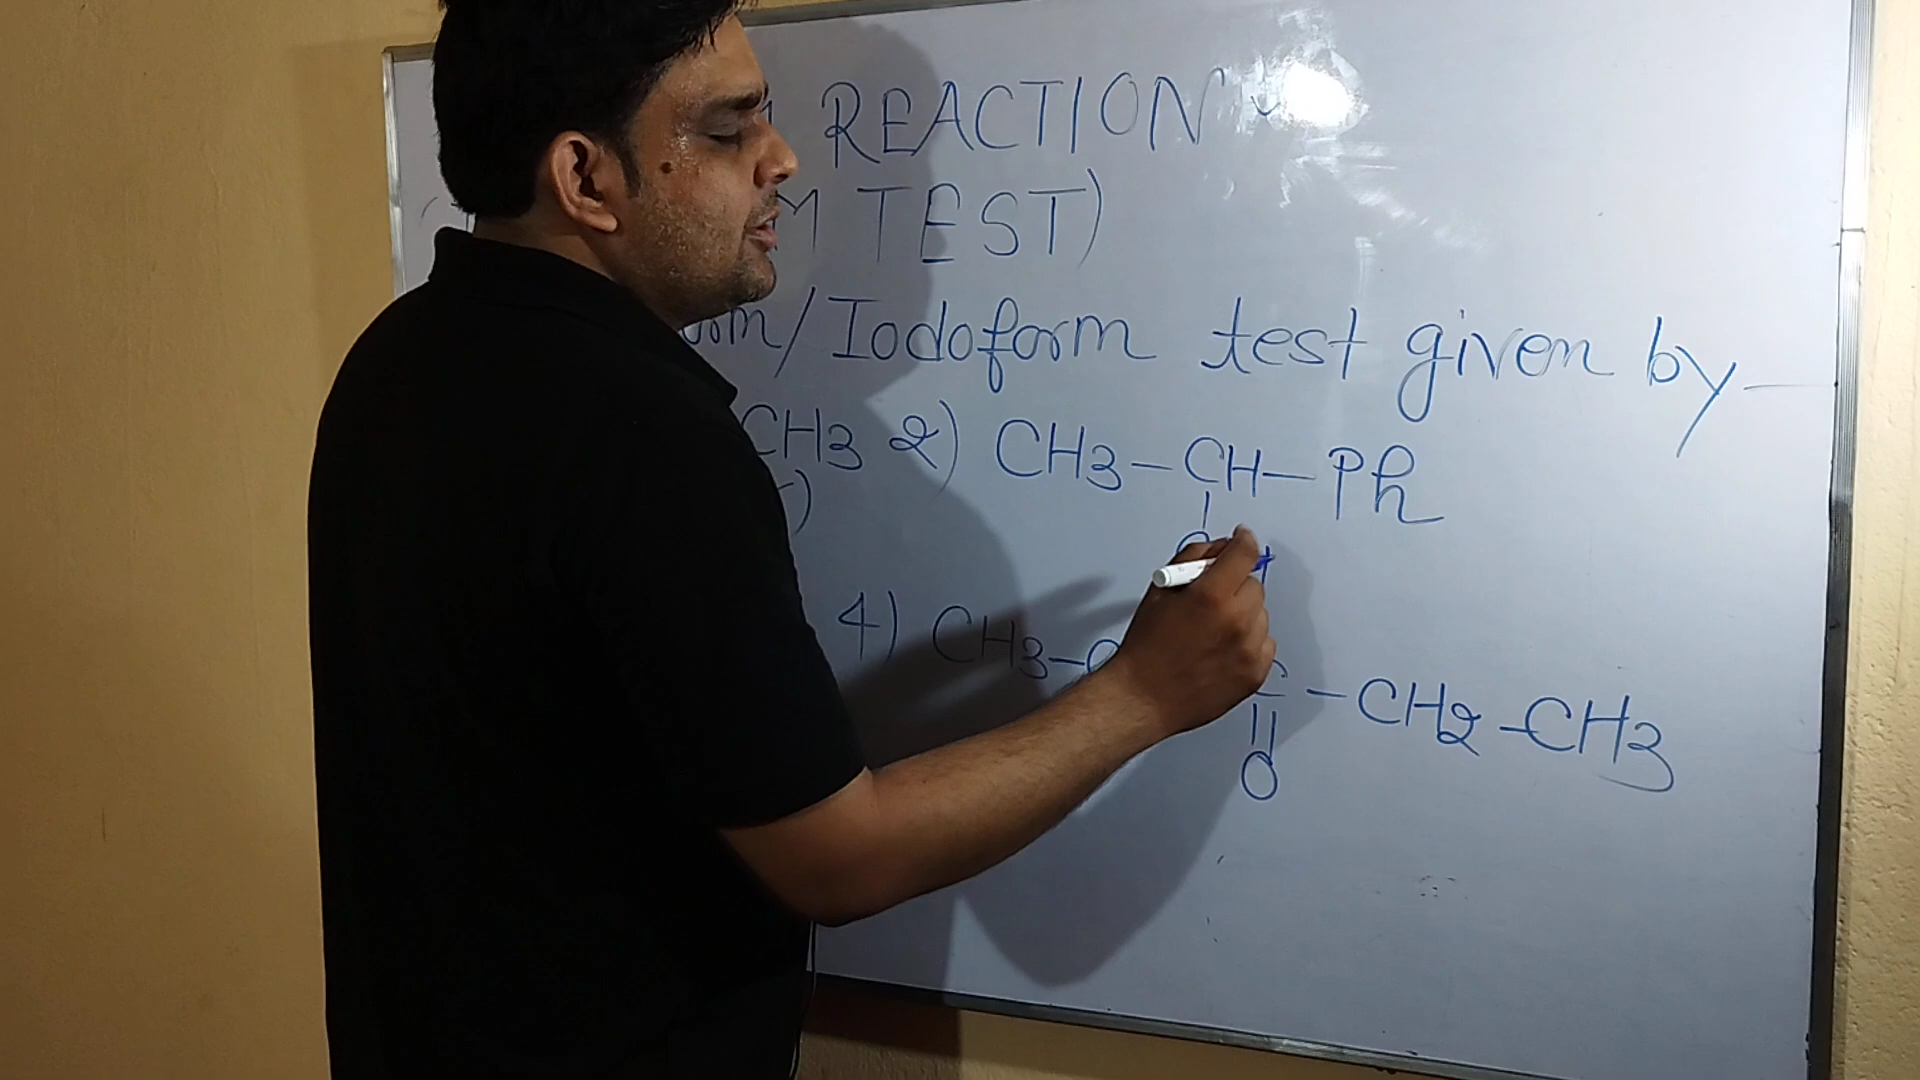 REACTION
TEST)
/Iodoform test given by-
CH3 2) CH3-CH-Ph
)
4) CH3-
-CH2-CH3
O